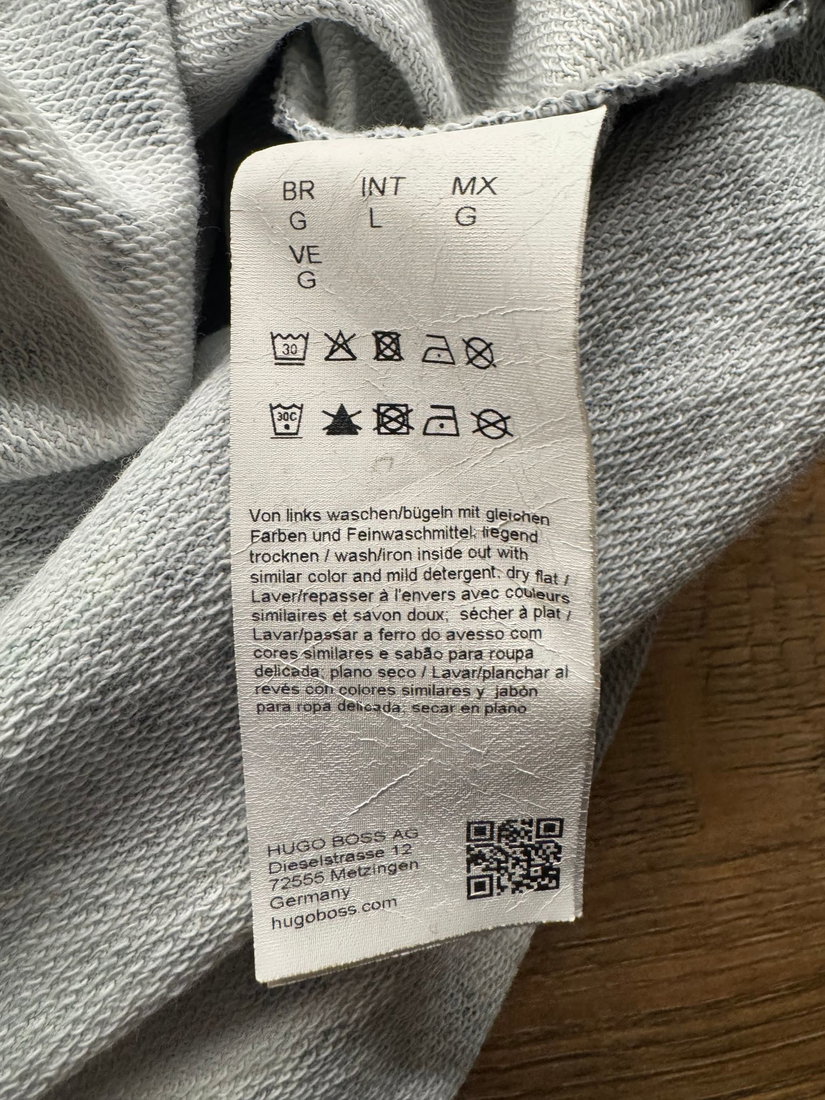 BR INT MX
G L G
VE
G
30
30C
Von links waschen/bügeln mit gleichen
Farben und Feinwaschmittel; liegend
trocknen / wash/iron inside out with
similar color and mild detergent; dry flat /
Laver/repasser à l'envers avec couleurs
similaires et savon doux; sécher à plat /
Lavar/passar a ferro do avesso com
cores similares e sabão para roupa
delicada; plano seco / Lavar/planchar al
revés con colores similares y jabón
para ropa delicada; secar en plano
HUGO BOSS AG
Dieselstrasse 12
72555 Metzingen
Germany
hugoboss.com